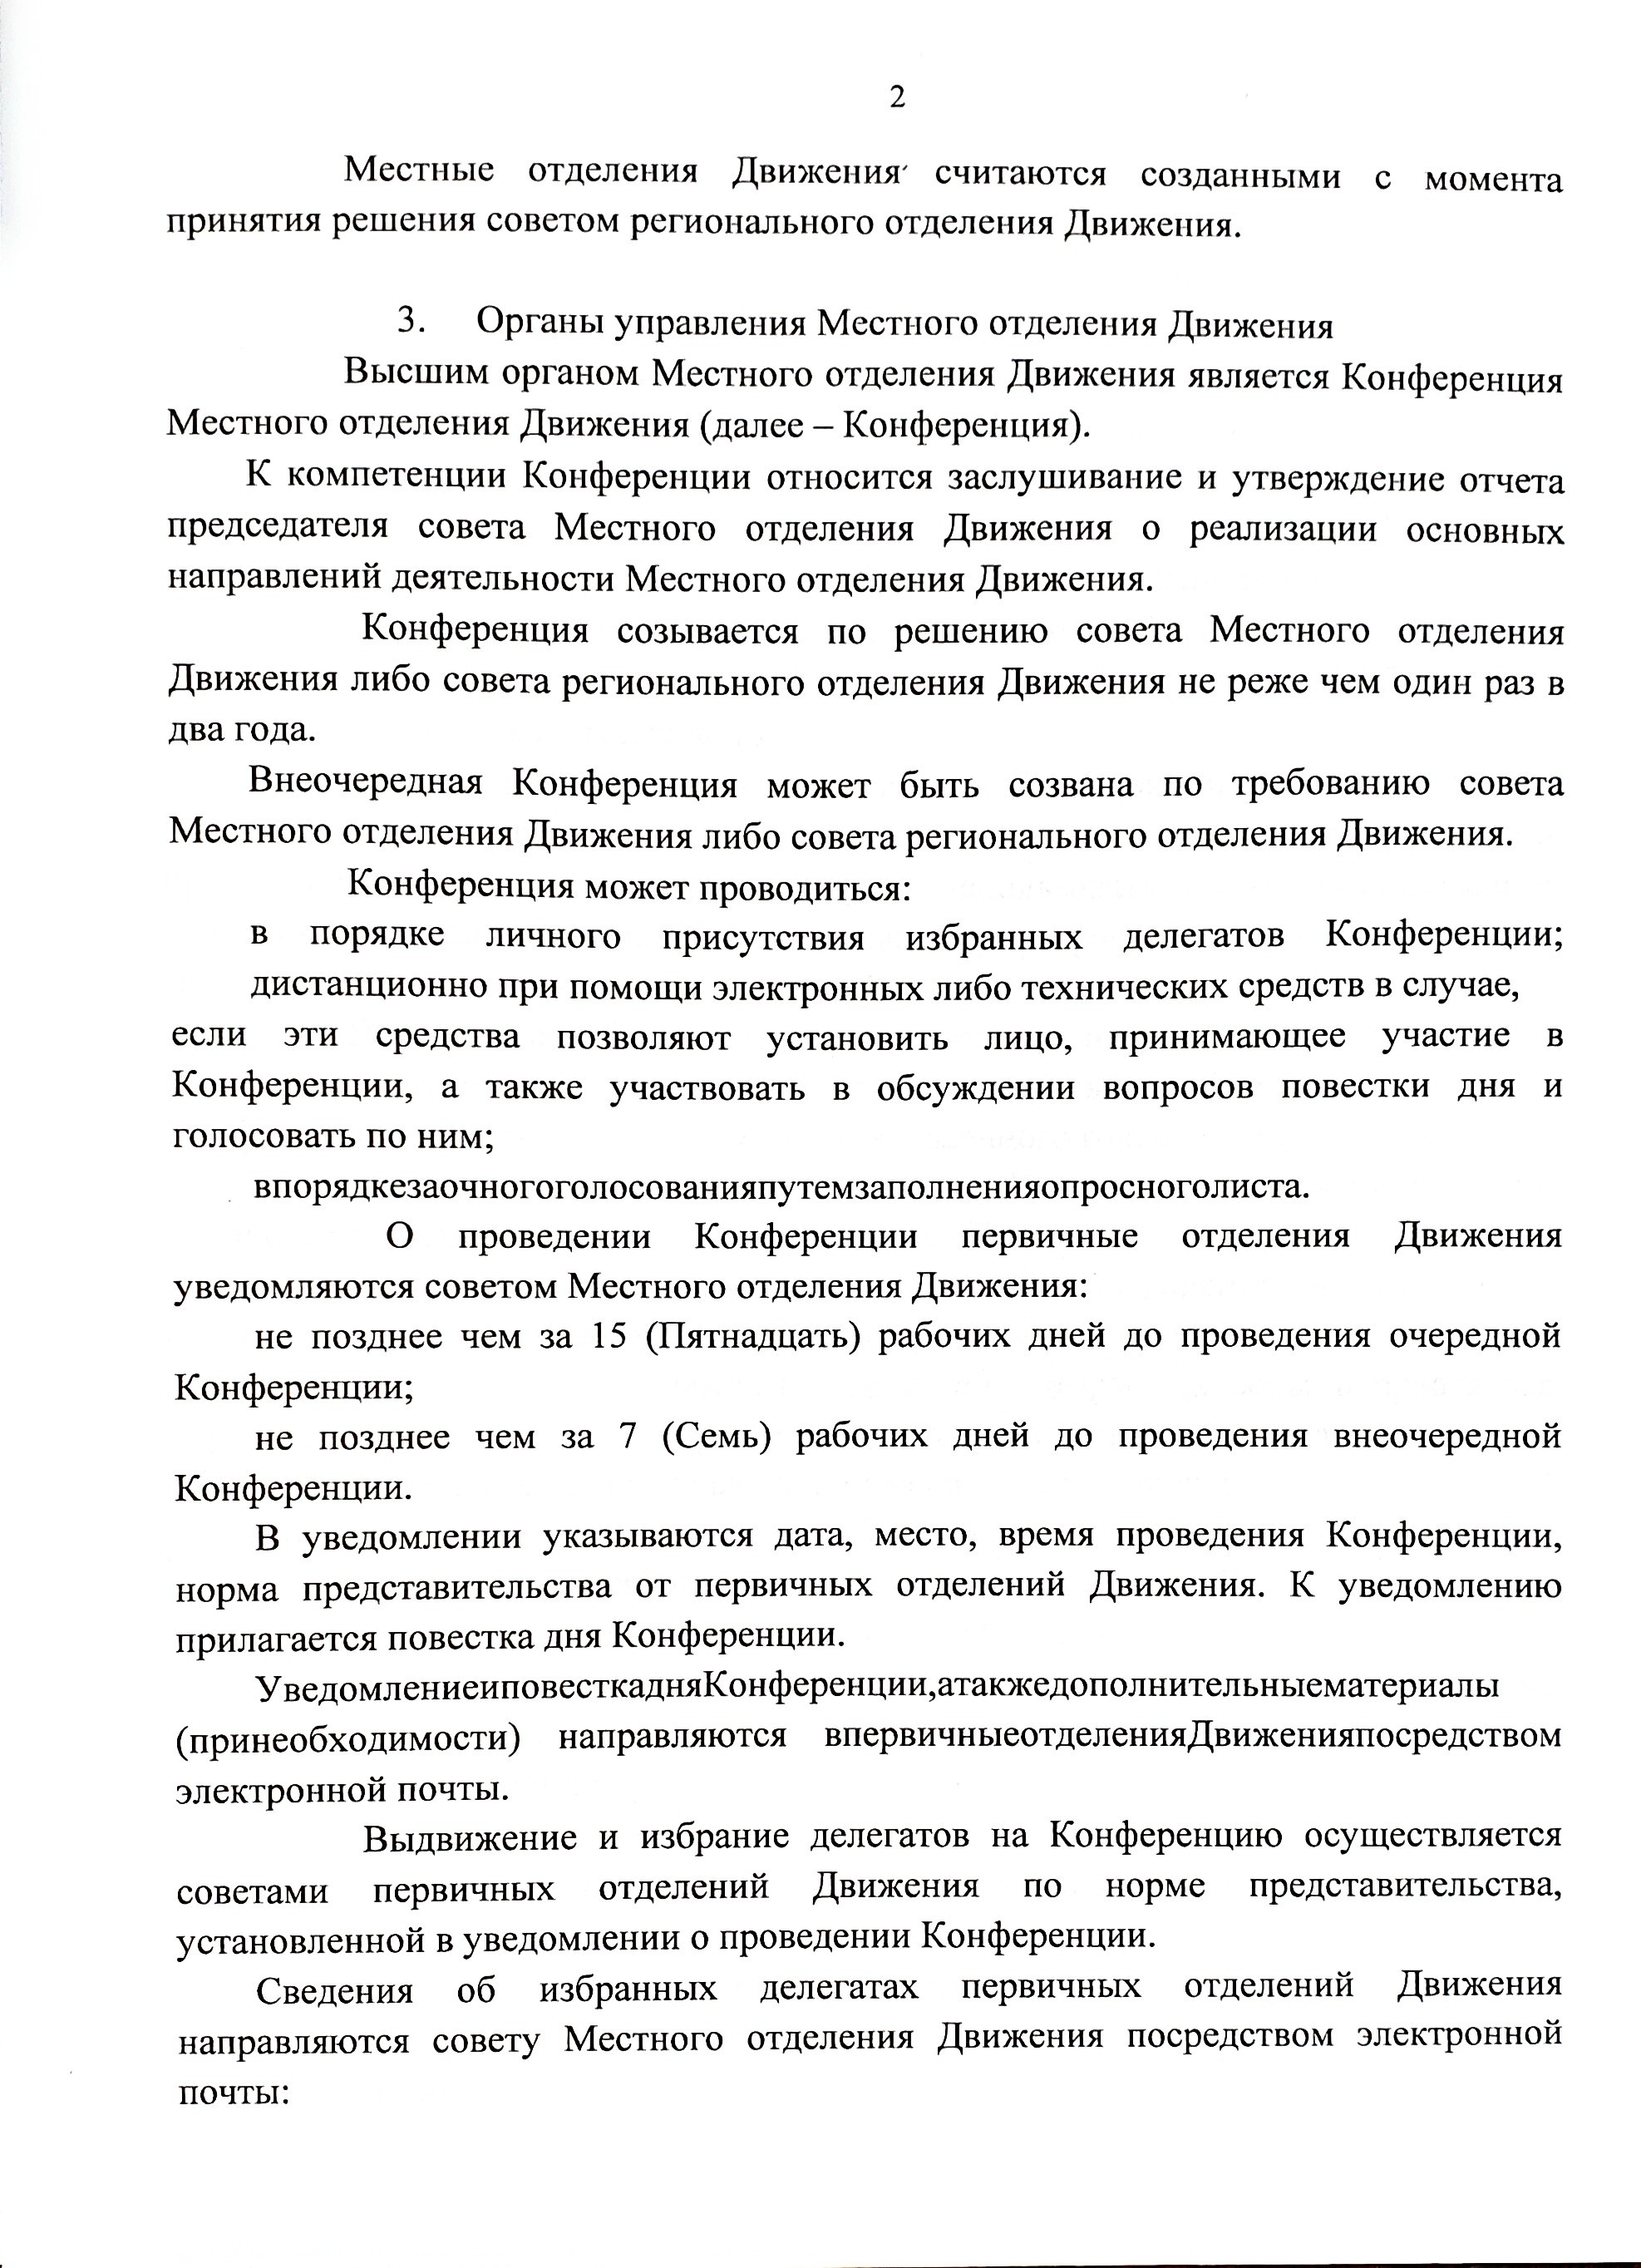 2
Местные отделения Движения считаются созданными с момента
принятия решения советом регионального отделения Движения.
3. Органы управления Местного отделения Движения
Высшим органом Местного отделения Движения является Конференция
Местного отделения Движения (далее – Конференция).
К компетенции Конференции относится заслушивание и утверждение отчета
председателя совета Местного отделения Движения о реализации основных
направлений деятельности Местного отделения Движения.
Конференция созывается по решению совета Местного отделения
Движения либо совета регионального отделения Движения не реже чем один раз в
два года.
Внеочередная Конференция может быть созвана по требованию совета
Местного отделения Движения либо совета регионального отделения Движения.
Конференция может проводиться:
в порядке личного присутствия избранных делегатов Конференции;
дистанционно при помощи электронных либо технических средств в случае,
если эти средства позволяют установить лицо, принимающее участие в
Конференции, а также участвовать в обсуждении вопросов повестки дня и
голосовать по ним;
впорядкезаочногоголосованияпутемзаполненияопросноголиста.
О проведении Конференции первичные отделения Движения
уведомляются советом Местного отделения Движения:
не позднее чем за 15 (Пятнадцать) рабочих дней до проведения очередной
Конференции;
не позднее чем за 7 (Семь) рабочих дней до проведения внеочередной
Конференции.
В уведомлении указываются дата, место, время проведения Конференции,
норма представительства от первичных отделений Движения. К уведомлению
прилагается повестка дня Конференции.
УведомлениеиповесткадняКонференции,атакжедополнительныематериалы
(принеобходимости) направляются впервичныеотделенияДвиженияпосредством
электронной почты.
Выдвижение и избрание делегатов на Конференцию осуществляется
советами первичных отделений Движения по норме представительства,
установленной в уведомлении о проведении Конференции.
Сведения об избранных делегатах первичных отделений Движения
направляются совету Местного отделения Движения посредством электронной
почты: